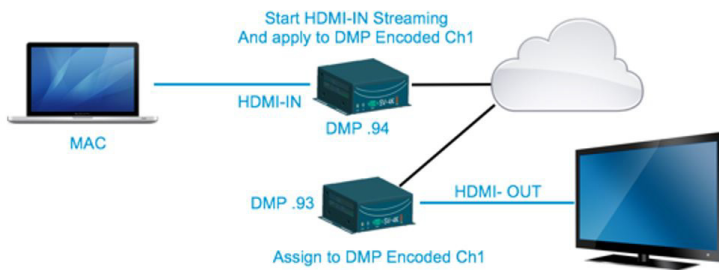 Start HDMI-IN Streaming
And apply to DMP Encoded Ch1
HDMI-IN
DMP .94
MAC
DMP .93
HDMI- OUT
Assign to DMP Encoded Ch1